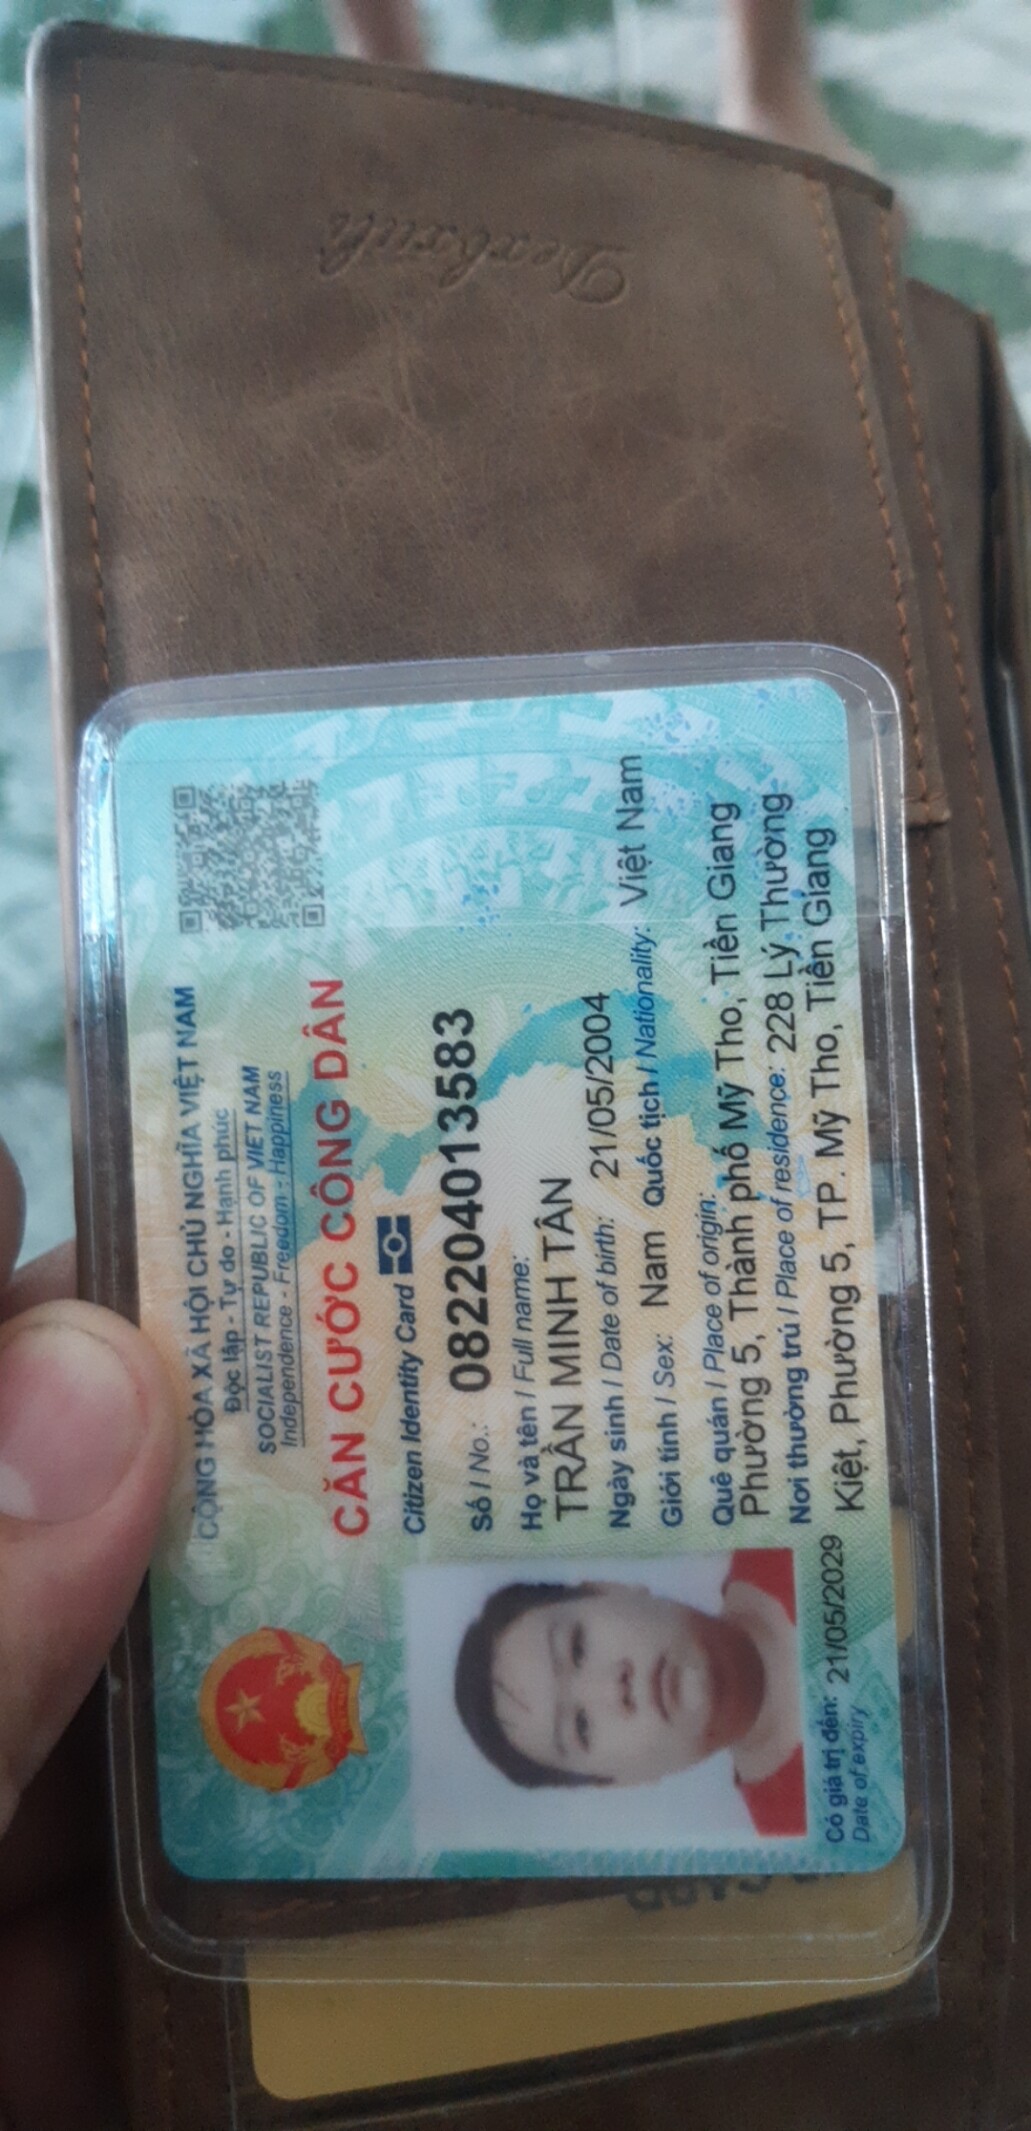 CỘNG HÒA XÃ HỘI CHỦ NGHĨA VIỆT NAM
Độc lập - Tự do - Hạnh phúc
SOCIALIST REPUBLIC OF VIET NAM
Independence - Freedom - Happiness
CĂN CƯỚC CÔNG DÂN
Citizen Identity Card
Số / No.: 082204013583
Họ và tên / Full name:
TRẦN MINH TÂN
Ngày sinh / Date of birth: 21/05/2004
Giới tính / Sex: Nam Quốc tịch / Nationality: Việt Nam
Quê quán / Place of origin:
Phường 5, Thành phố Mỹ Tho, Tiền Giang
Nơi thường trú / Place of residence: 228 Lý Thường
Kiệt, Phường 5, TP. Mỹ Tho, Tiền Giang
Có giá trị đến: 21/05/2029
Date of expiry